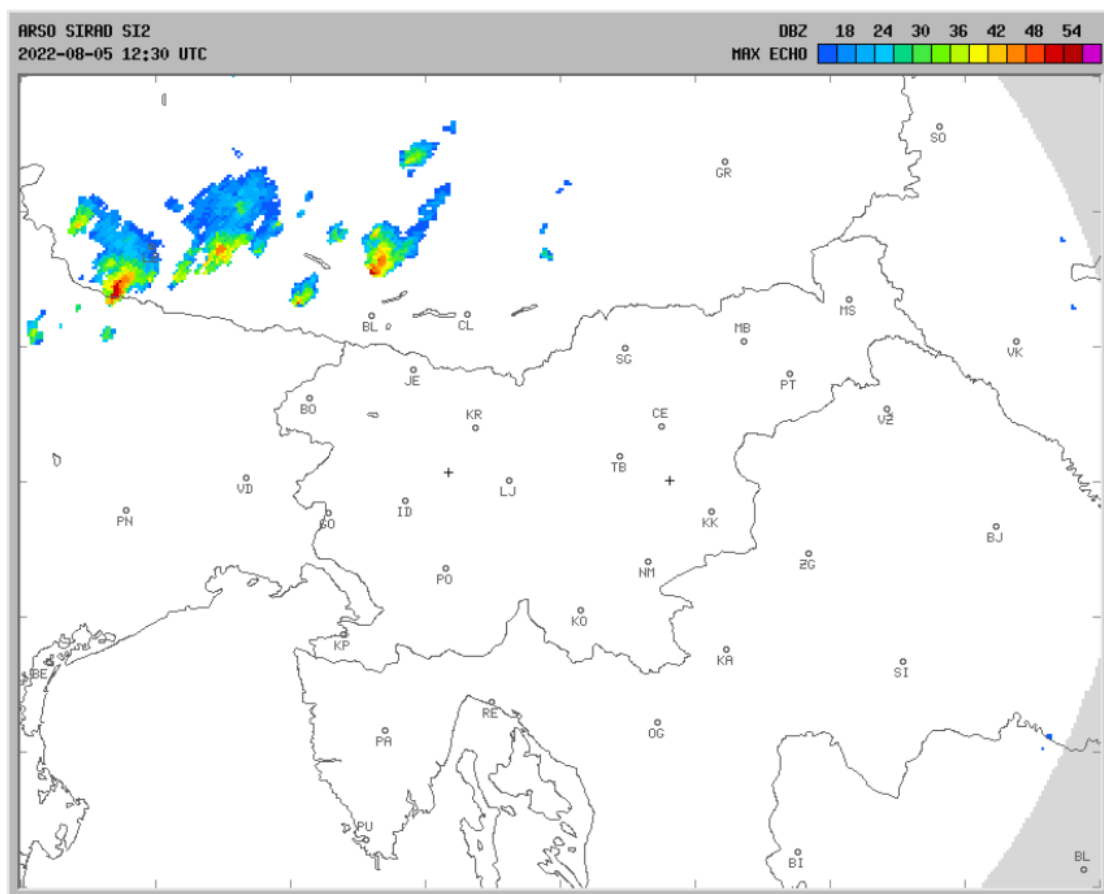 ARSO SIRAD SI2
DBZ 18 24 30 36 42 48 54
2022-08-05 12:30 UTC
MAX ECHO
SO
GR
MS
BL
CL
MB
SG
VK
JE
PT
BO
KR
CE
VŽ
TB
VD
LJ
ID
PN
GO
KK
BJ
ZG
PO
NM
KO
KP
KA
BE
SI
RE
PA
OG
PU
BI
BL